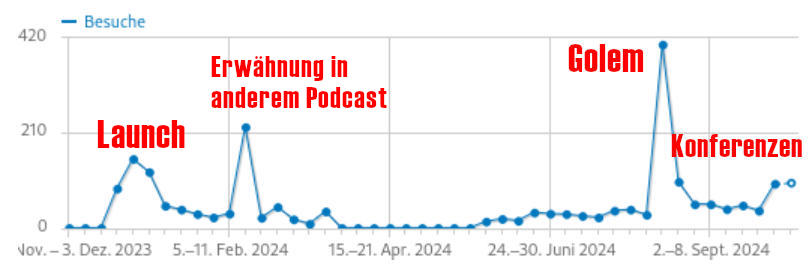 Besuche
420
Golem
Erwähnung in
anderem Podcast
Launch
210
Konferenzen
0
Nov. – 3. Dez. 2023
5.–11. Feb. 2024
15.–21. Apr. 2024
24.–30. Juni 2024
2.–8. Sept. 2024